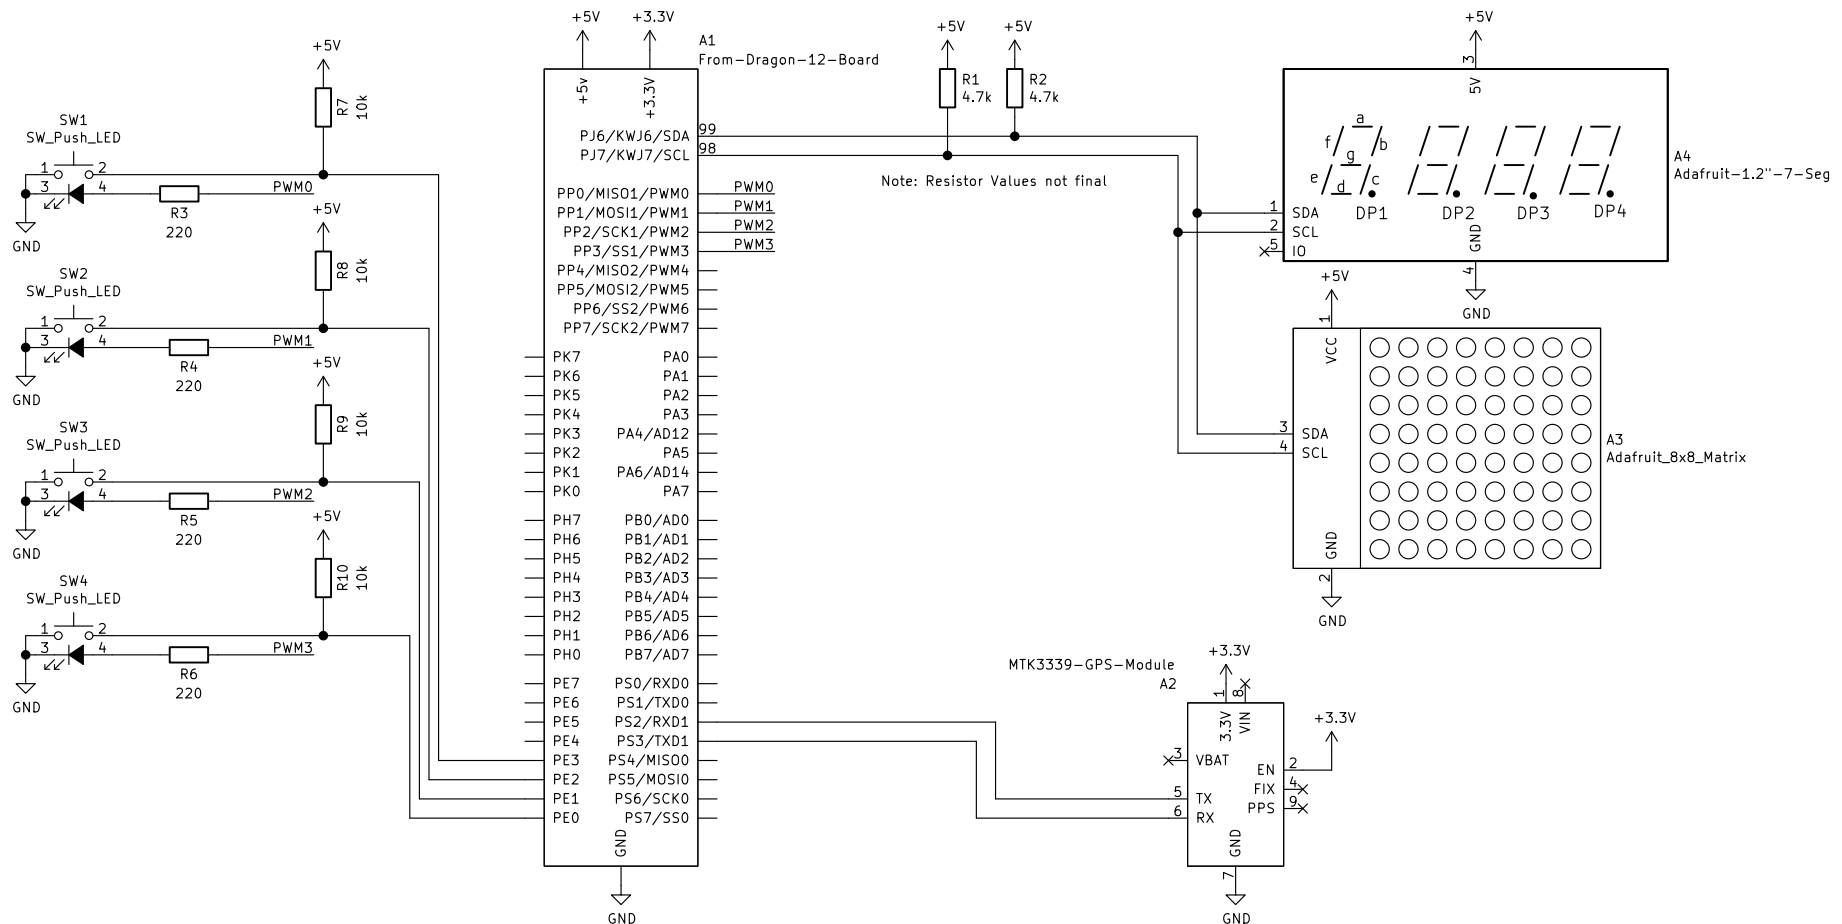 +5V
R7
10k
SW1
SW_Push_LED
1
2
3
4
R3
220
PWM0
GND
+5V
R8
10k
SW2
SW_Push_LED
1
2
3
4
R4
220
PWM1
GND
+5V
R9
10k
SW3
SW_Push_LED
1
2
3
4
R5
220
PWM2
GND
+5V
R10
10k
SW4
SW_Push_LED
1
2
3
4
R6
220
PWM3
GND
+5V
+3.3V
A1
From-Dragon-12-Board
+5v
+3.3V
PJ6/KWJ6/SDA 99
PJ7/KWJ7/SCL 98
PP0/MISO1/PWM0 PWM0
PP1/MOSI1/PWM1 PWM1
PP2/SCK1/PWM2 PWM2
PP3/SS1/PWM3 PWM3
PP4/MISO2/PWM4
PP5/MOSI2/PWM5
PP6/SS2/PWM6
PP7/SCK2/PWM7
PK7 PA0
PK6 PA1
PK5 PA2
PK4 PA3
PK3 PA4/AD12
PK2 PA5
PK1 PA6/AD14
PK0 PA7
PH7 PB0/AD0
PH6 PB1/AD1
PH5 PB2/AD2
PH4 PB3/AD3
PH3 PB4/AD4
PH2 PB5/AD5
PH1 PB6/AD6
PH0 PB7/AD7
PE7 PS0/RXD0
PE6 PS1/TXD0
PE5 PS2/RXD1
PE4 PS3/TXD1
PE3 PS4/MISO0
PE2 PS5/MOSI0
PE1 PS6/SCK0
PE0 PS7/SS0
GND
GND
+5V
R1
4.7k
+5V
R2
4.7k
Note: Resistor Values not final
+5V
3
5V
a
f
b
g
e
d
c
DP1 DP2 DP3 DP4
1 SDA
2 SCL
5 IO
GND
4
GND
A4
Adafruit-1.2"-7-Seg
+5V
1
VCC
3 SDA
4 SCL
GND
2
GND
A3
Adafruit_8x8_Matrix
MTK3339-GPS-Module
A2
+3.3V
1
8
3.3V
VIN
+3.3V
3 VBAT
EN 2
FIX 4
PPS 9
5 TX
6 RX
GND
7
GND